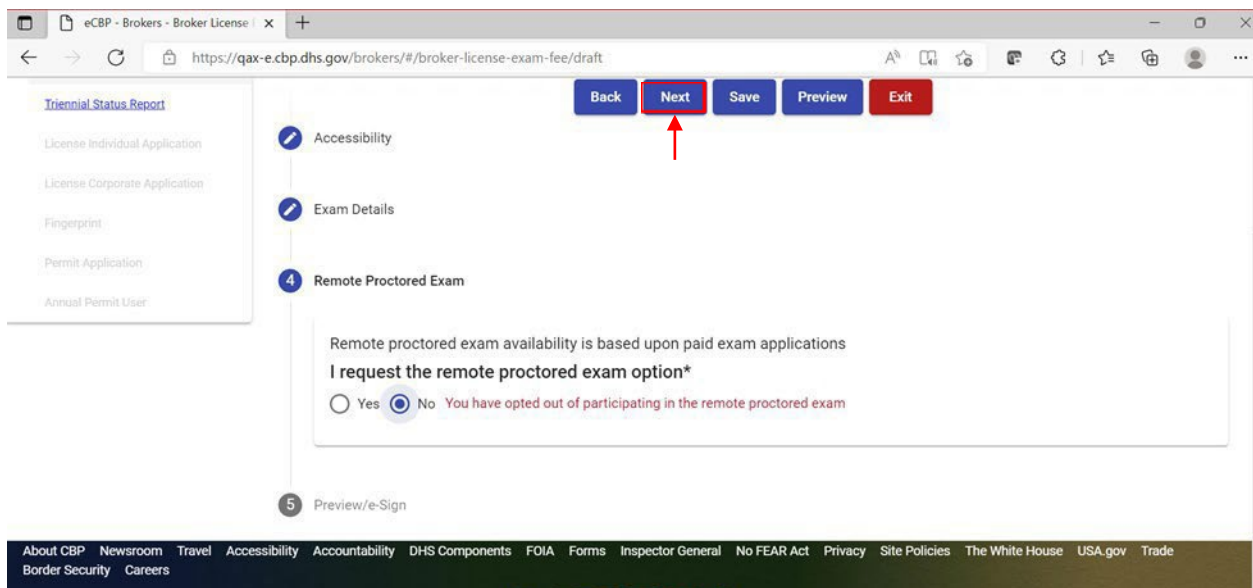 eCBP - Brokers - Broker License
https://qax-e.cbp.dhs.gov/brokers/#/broker-license-exam-fee/draft
Back Next Save Preview Exit
Triennial Status Report
License Individual Application
License Corporate Application
Fingerprint
Permit Application
Annual Permit User
Accessibility
Exam Details
4 Remote Proctored Exam
Remote proctored exam availability is based upon paid exam applications
I request the remote proctored exam option*
Yes No You have opted out of participating in the remote proctored exam
5 Preview/e-Sign
About CBP Newsroom Travel Accessibility Accountability DHS Components FOIA Forms Inspector General No FEAR Act Privacy Site Policies The White House USA.gov Trade
Border Security Careers